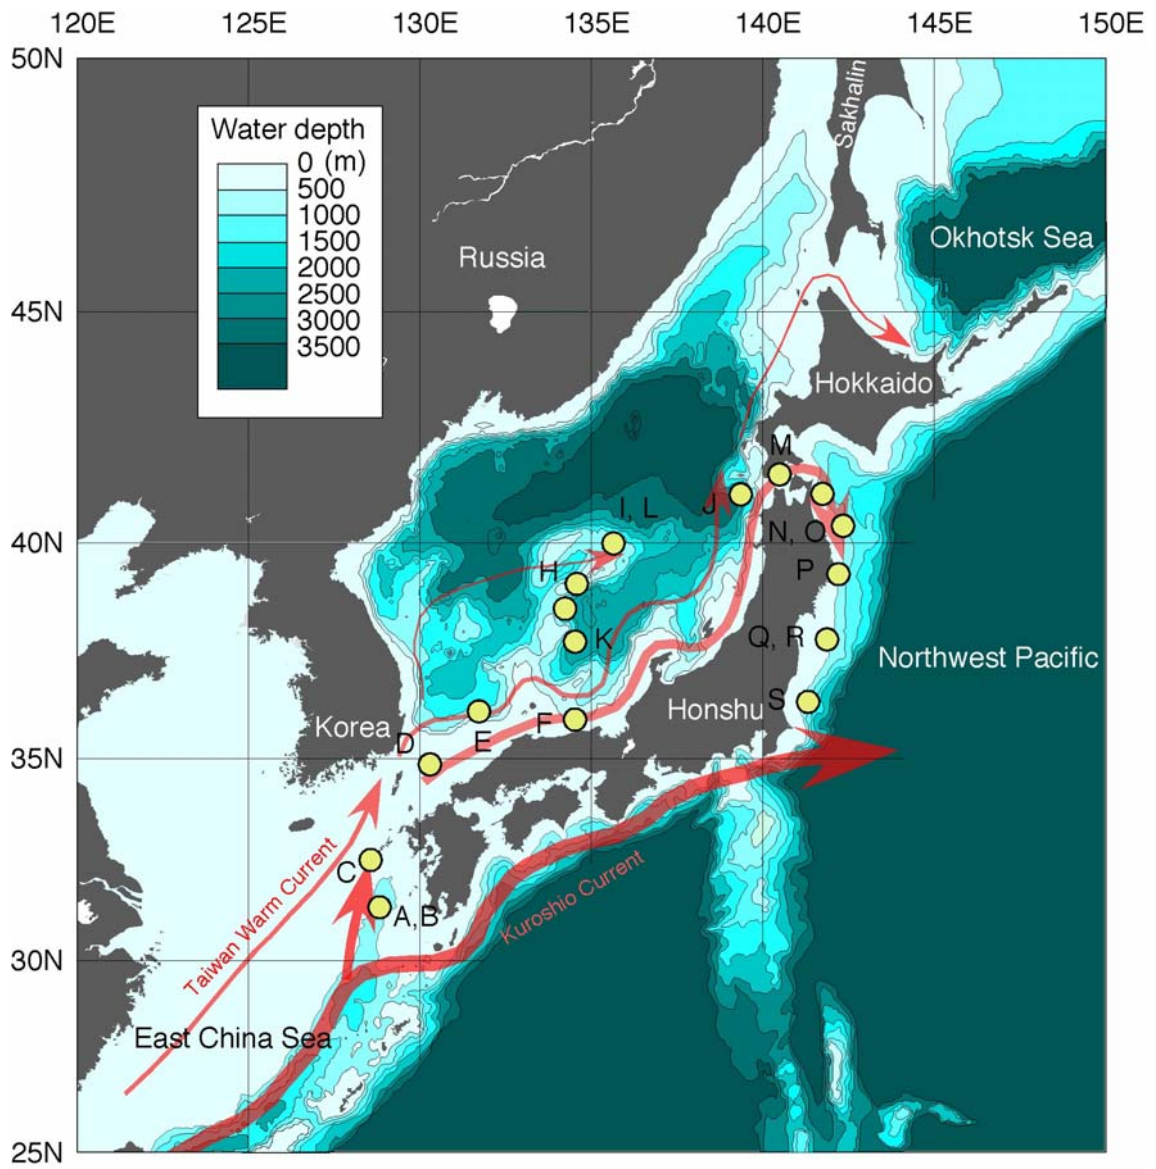 120E 125E 130E 135E 140E 145E 150E
50N
Sakhalin
Water depth
0 (m)
500
1000
1500
2000
2500
3000
3500
Russia
Okhotsk Sea
45N
Hokkaido
M
I, L
J
40N
N, O
H
P
K
Q, R
Northwest Pacific
S
Honshu
Korea
F
D
E
35N
Taiwan Warm Current
C
Kuroshio Current
A,B
30N
East China Sea
25N